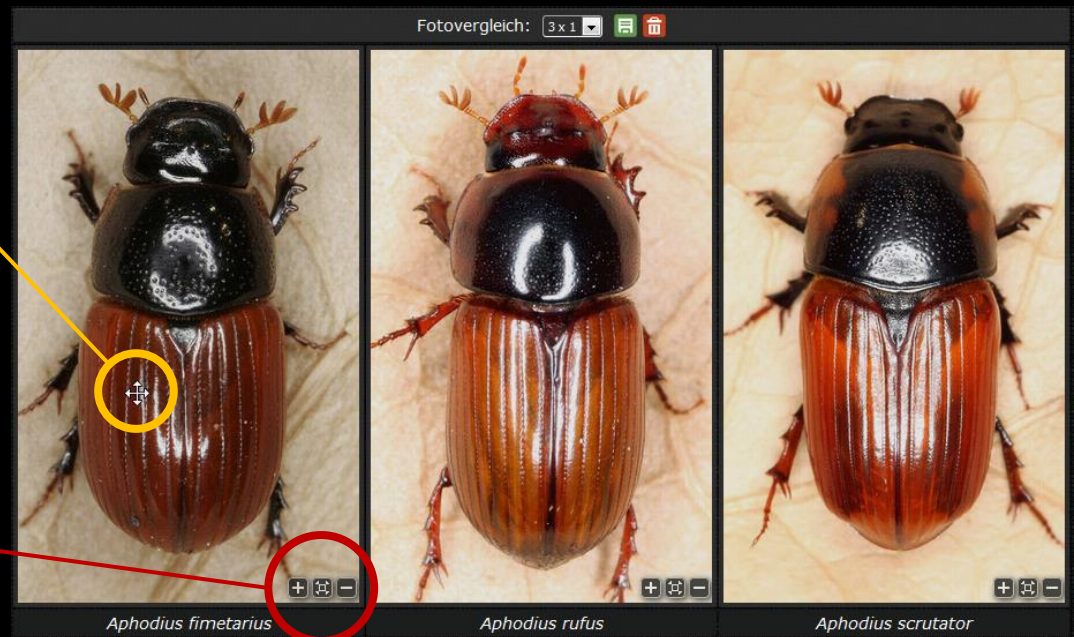 Fotovergleich: 3 x 1
Aphodius fimetarius
Aphodius rufus
Aphodius scrutator